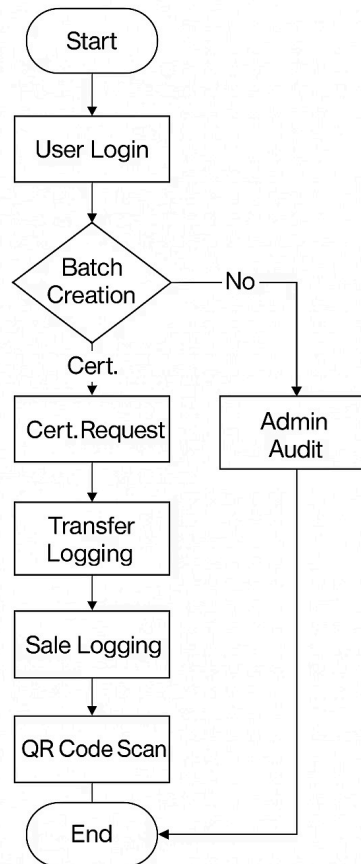 Start
User Login
Batch
Creation
No
Cert.
Cert.Request
Admin
Audit
Transfer
Logging
Sale Logging
QR Code Scan
End